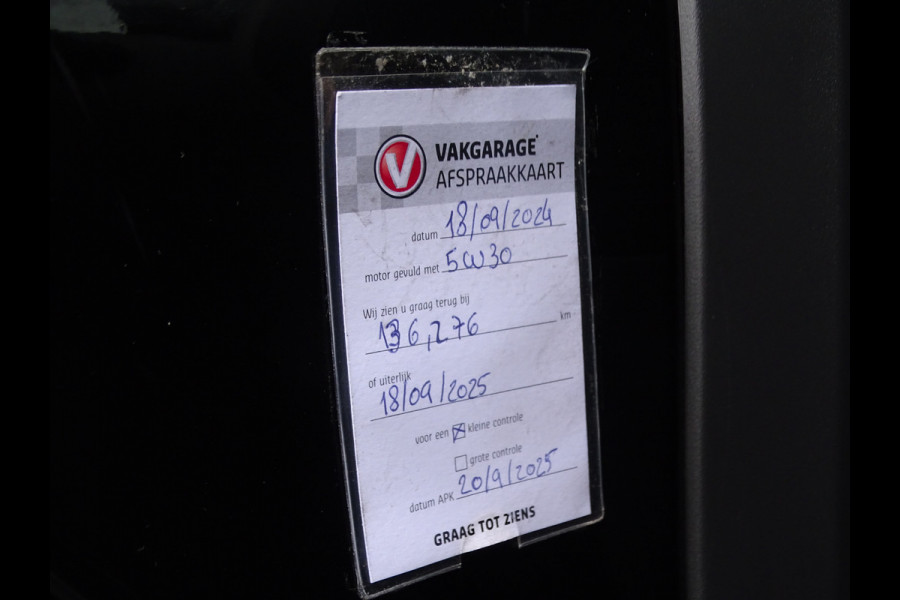 V VAKGARAGE
AFSPRAAKKAART
datum 18/09/2024
motor gevuld met 5W30
Wij zien u graag terug bij
136,276 km
of uiterlijk
18/09/2025
voor een kleine controle
grote controle
datum APK 20/9/2025
GRAAG TOT ZIENS